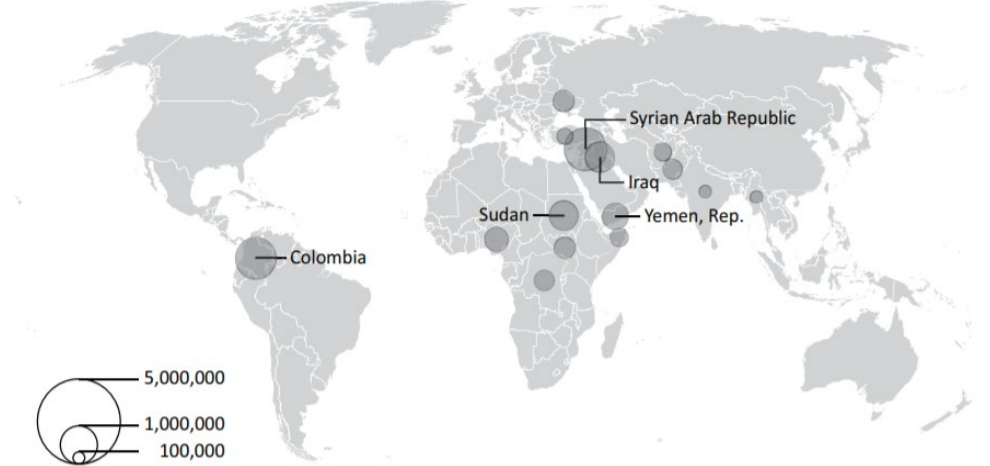 Syrian Arab Republic
Iraq
Sudan
Yemen, Rep.
Colombia
5,000,000
1,000,000
100,000